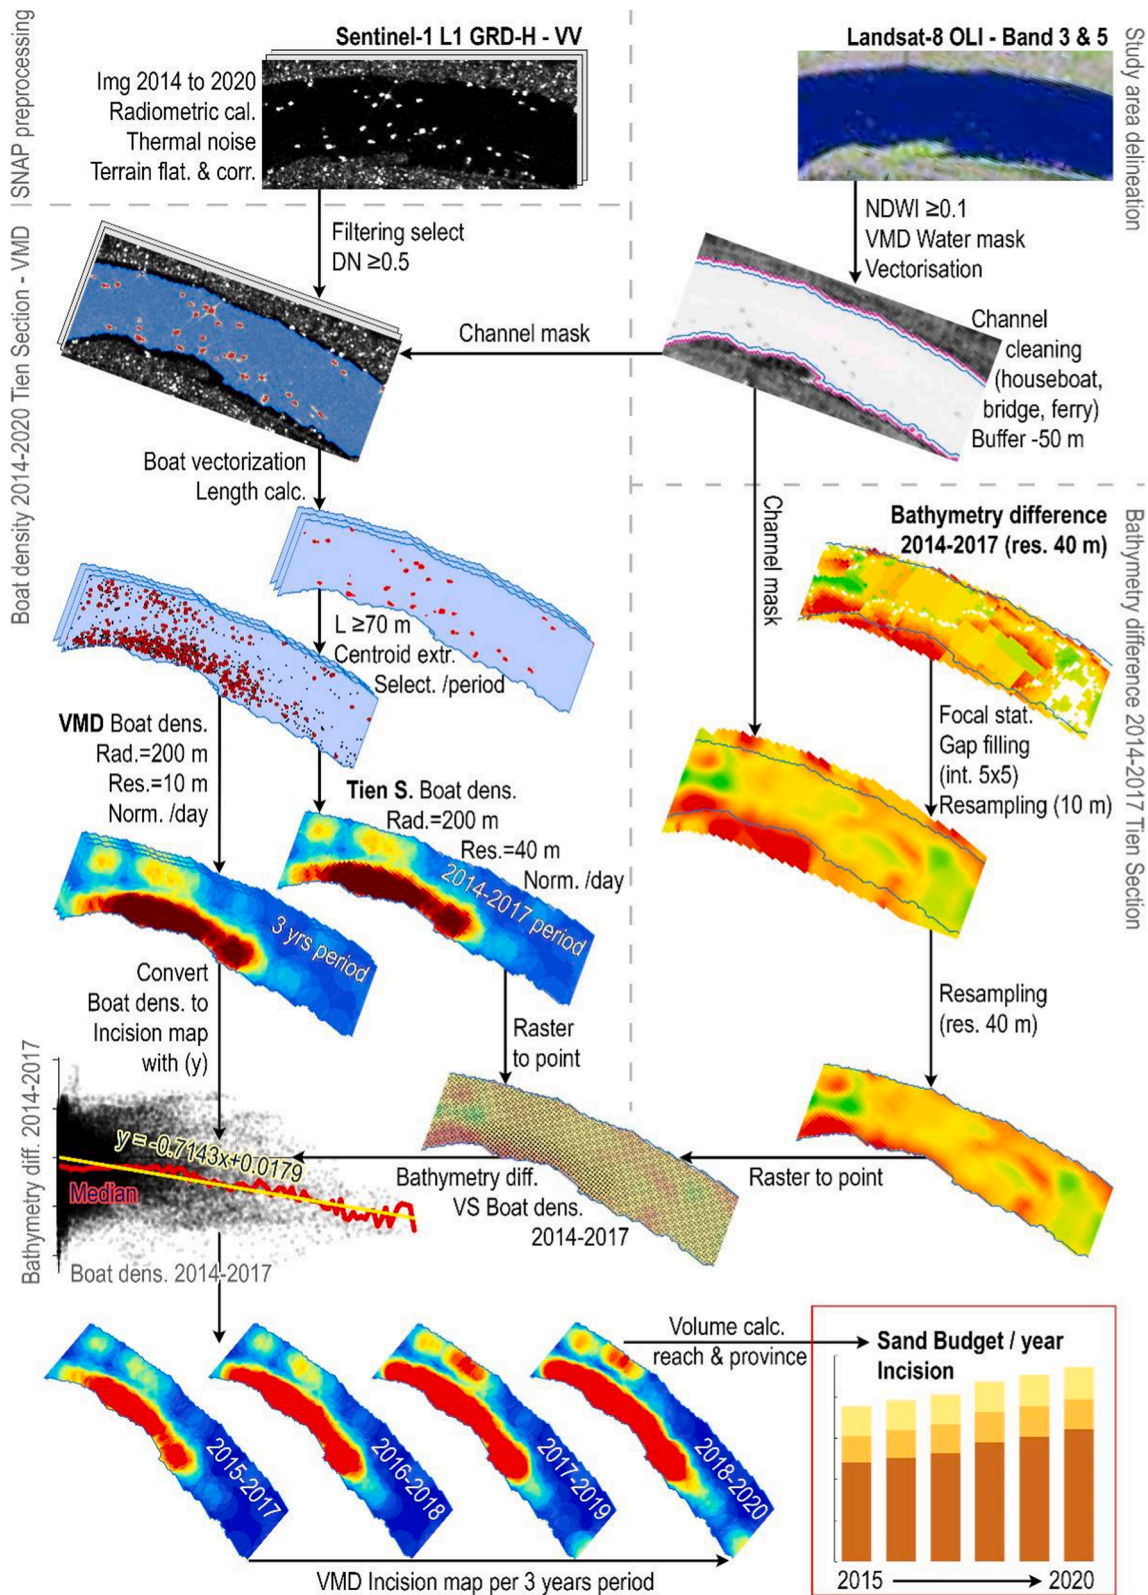 Sentinel-1 L1 GRD-H - VV
Img 2014 to 2020
Radiometric cal.
Thermal noise
Terrain flat. & corr.
SNAP preprocessing
Landsat-8 OLI - Band 3 & 5
Study area delineation
Filtering select
DN ≥0.5
NDWI ≥0.1
VMD Water mask
Vectorisation
Channel mask
Channel
cleaning
(houseboat,
bridge, ferry)
Buffer -50 m
Boat density 2014-2020 Tien Section - VMD
Boat vectorization
Length calc.
Channel mask
Bathymetry difference
2014-2017 (res. 40 m)
Bathymetry difference 2014-2017 Tien Section
L ≥70 m
Centroid extr.
Select. /period
VMD Boat dens.
Rad.=200 m
Res.=10 m
Norm. /day
Tien S. Boat dens.
Rad.=200 m
Res.=40 m
Norm. /day
Focal stat.
Gap filling
(int. 5x5)
Resampling (10 m)
3 yrs period
2014-2017 period
Convert
Boat dens. to
Incision map
with (y)
Raster
to point
Resampling
(res. 40 m)
Bathymetry diff. 2014-2017
y = -0.7143x+0.0179
Median
Boat dens. 2014-2017
Bathymetry diff.
VS Boat dens.
2014-2017
Raster to point
2015-2017
2016-2018
2017-2019
2018-2020
VMD Incision map per 3 years period
Volume calc.
reach & province
Sand Budget / year
Incision
2015
2020